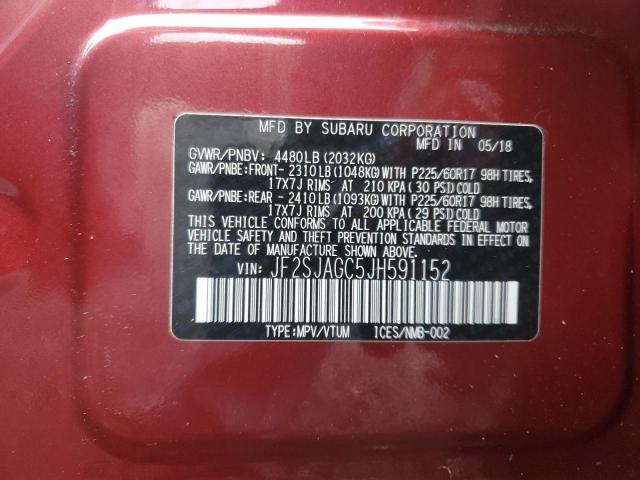 MFD BY SUBARU CORPORATION IN 05/18
GVWR/PNBV: 4480LB (2032KG)
GAWR/PNBE:FRONT- 2310LB (1048KG) WITH P225/60R17 98H TIRES,
17X7J RIMS AT 210 KPA ( 30 PSI) COLD
GAWR/PNBE:REAR - 2410LB (1093KG) WITH P225/60R17 98H TIRES,
17X7J RIMS AT 200 KPA ( 29 PSI) COLD
THIS VEHICLE CONFORMS TO ALL APPLICABLE FEDERAL MOTOR
VEHICLE SAFETY AND THEFT PREVENTION STANDARDS IN EFFECT ON
THE DATE OF MANUFACTURE SHOWN ABOVE.
VIN: JF2SJAGC5JH591152
TYPE:MPV/VTUM ICES/NMB-002